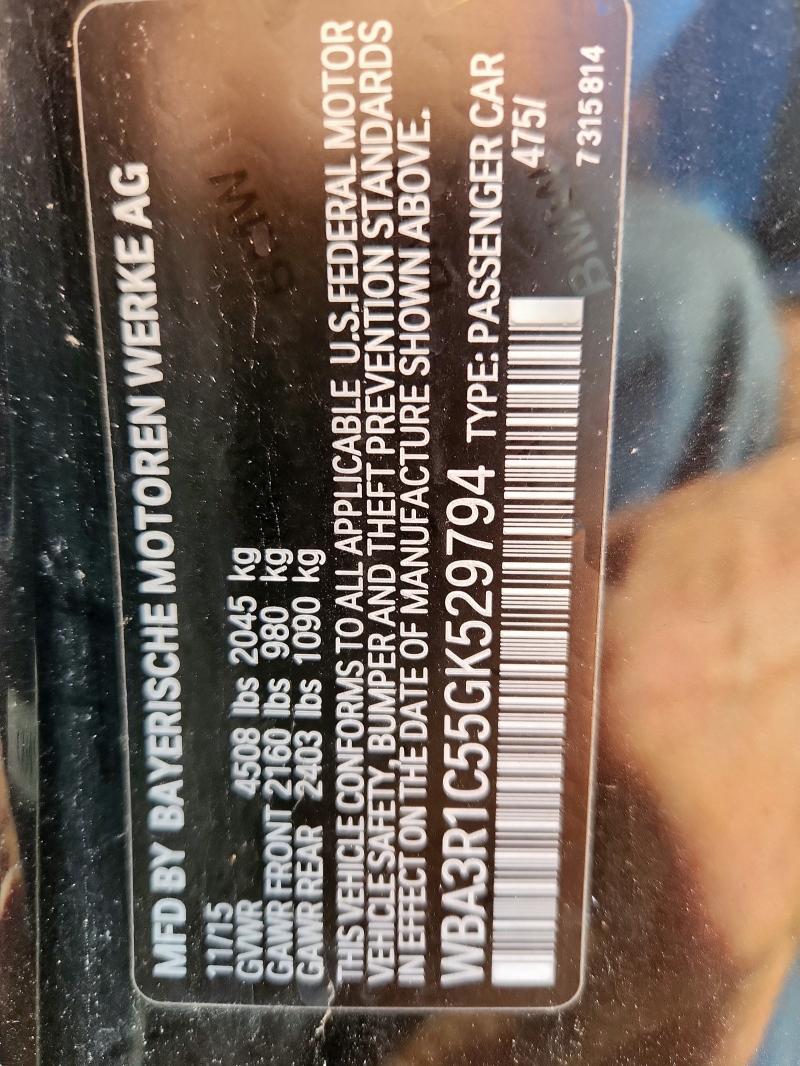 MFD BY BAYERISCHE MOTOREN WERKE AG
11/15
GVWR 4508 lbs 2045 kg
GAWR FRONT 2160 lbs 980 kg
GAWR REAR 2403 lbs 1090 kg
THIS VEHICLE CONFORMS TO ALL APPLICABLE U.S.FEDERAL MOTOR
VEHICLE SAFETY, BUMPER AND THEFT PREVENTION STANDARDS
IN EFFECT ON THE DATE OF MANUFACTURE SHOWN ABOVE.
WBA3R1C55GK529794 TYPE: PASSENGER CAR
475/
7 315 814
BMW
BMW